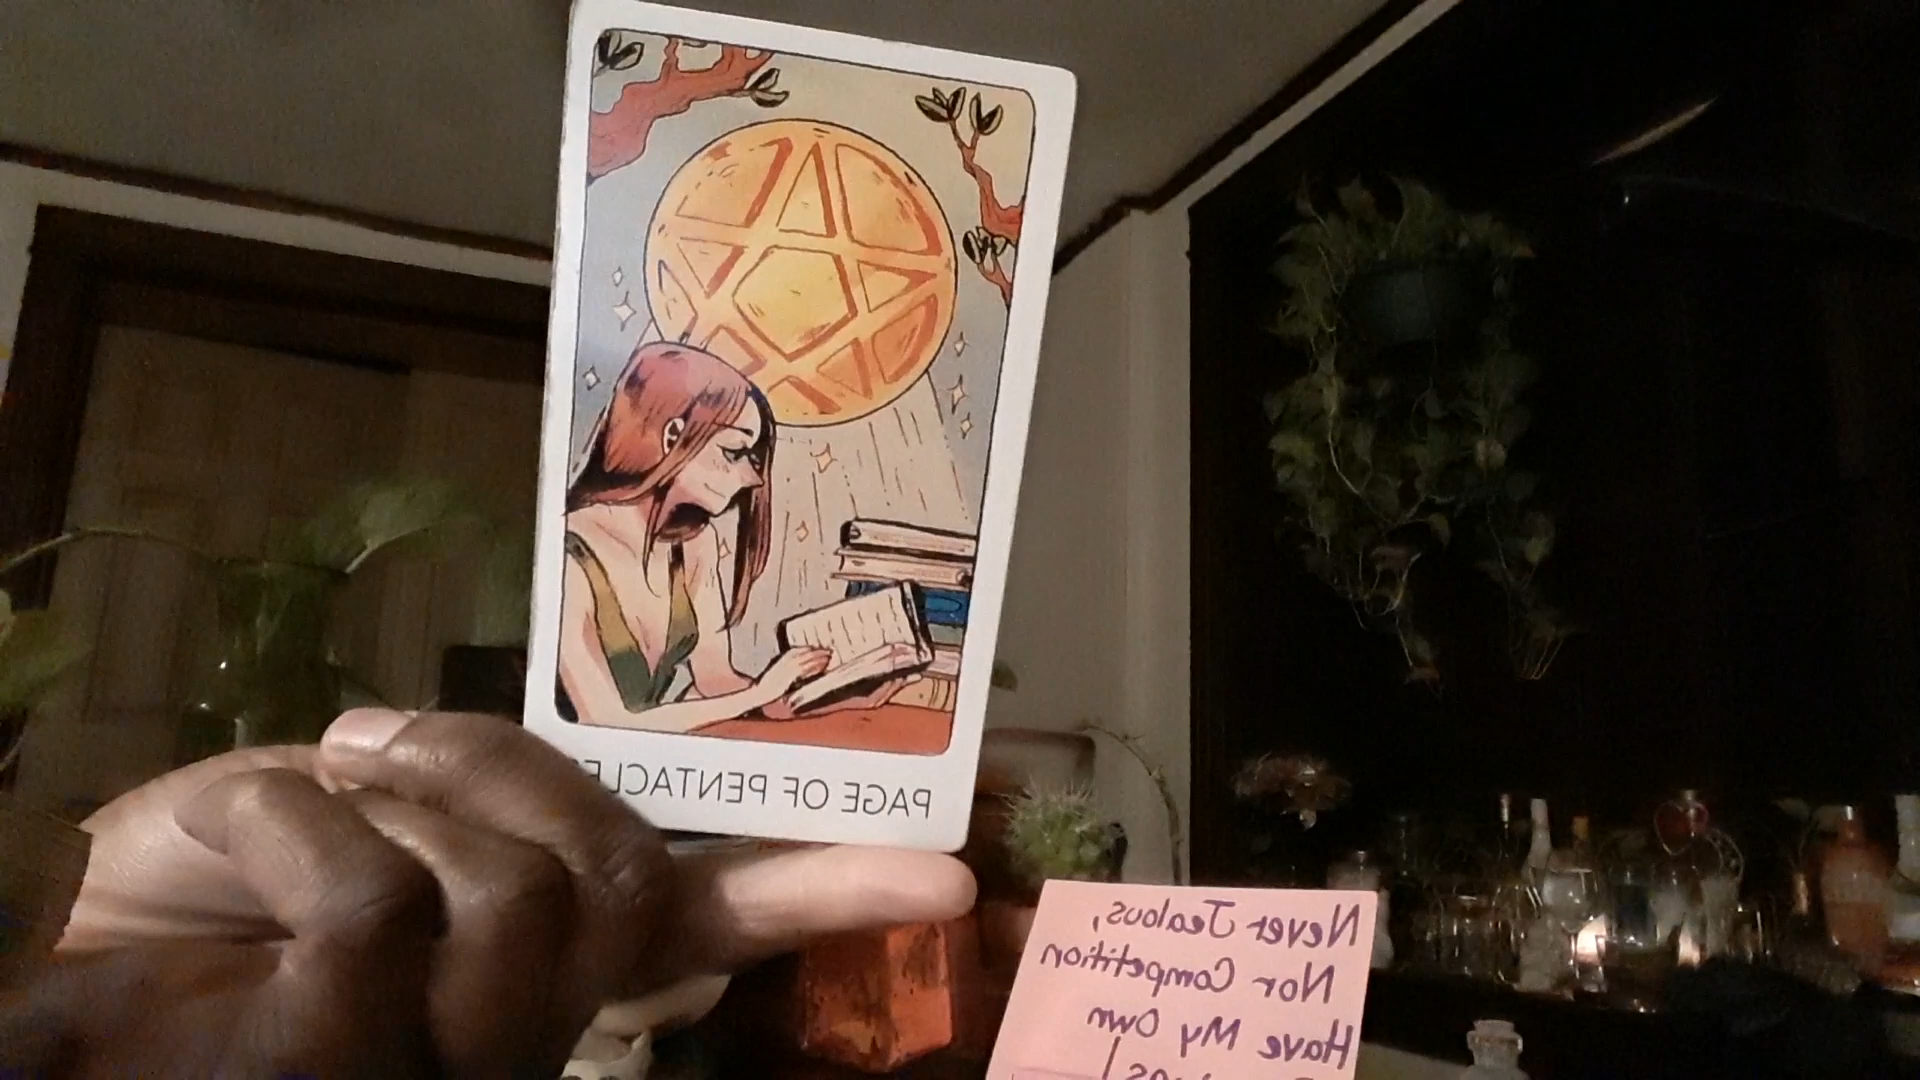 PAGE OF PENTACLE
Never Jealous,
Nor Competition
Have My Own